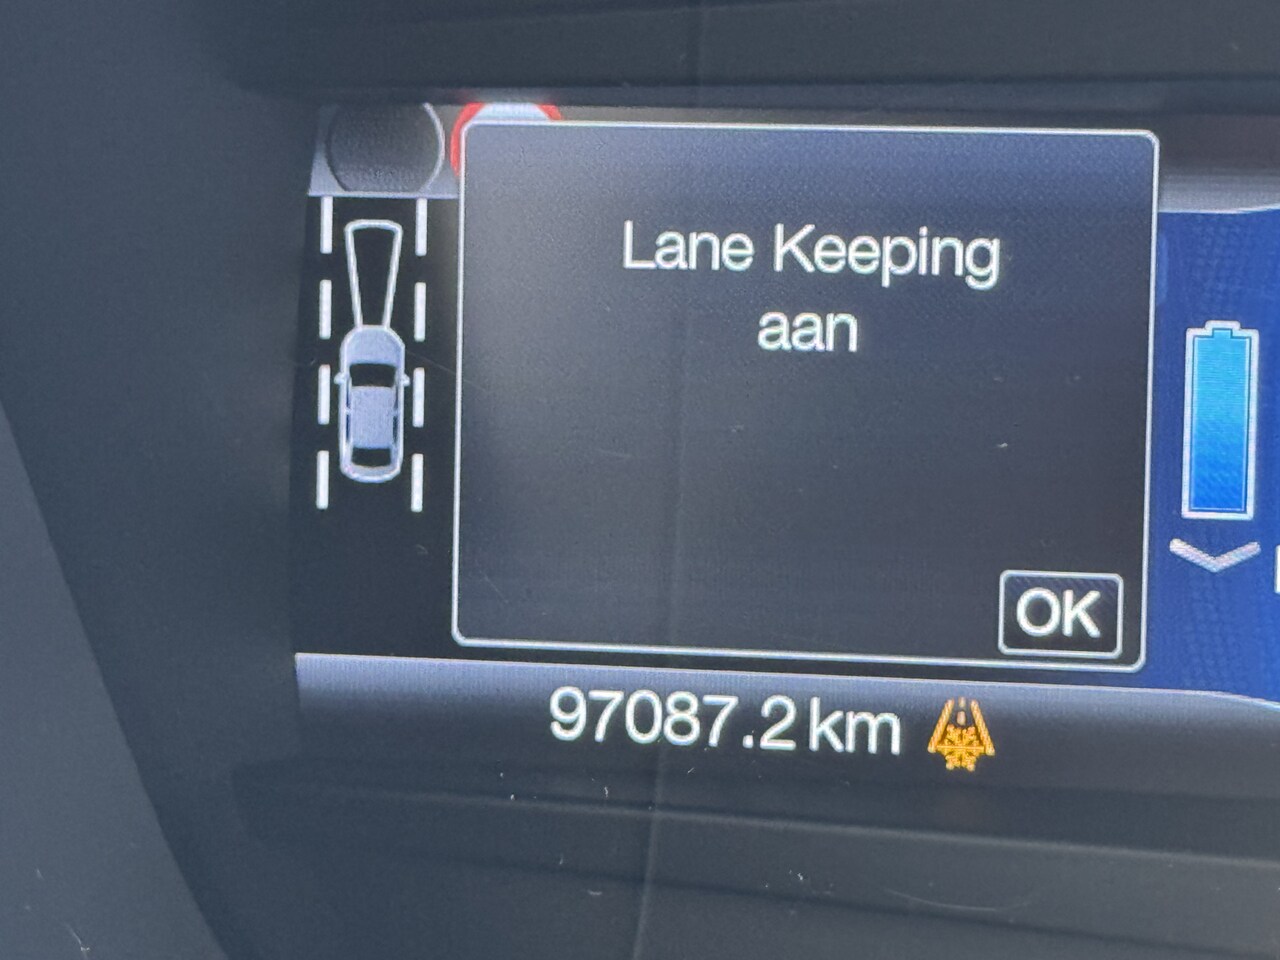 Lane Keeping
aan
OK
97087.2 km